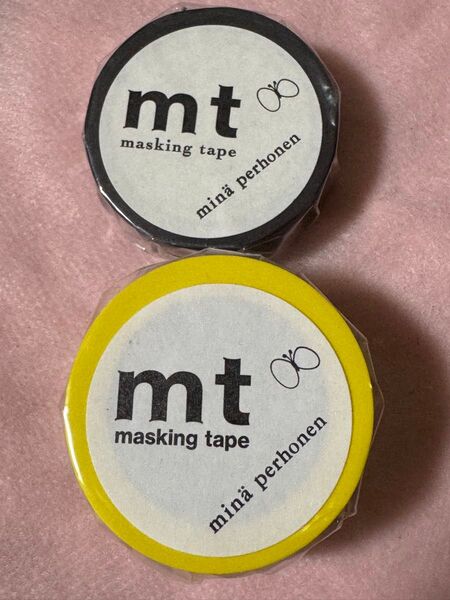 mt
masking tape
minä perhonen
mt
masking tape
minä perhonen